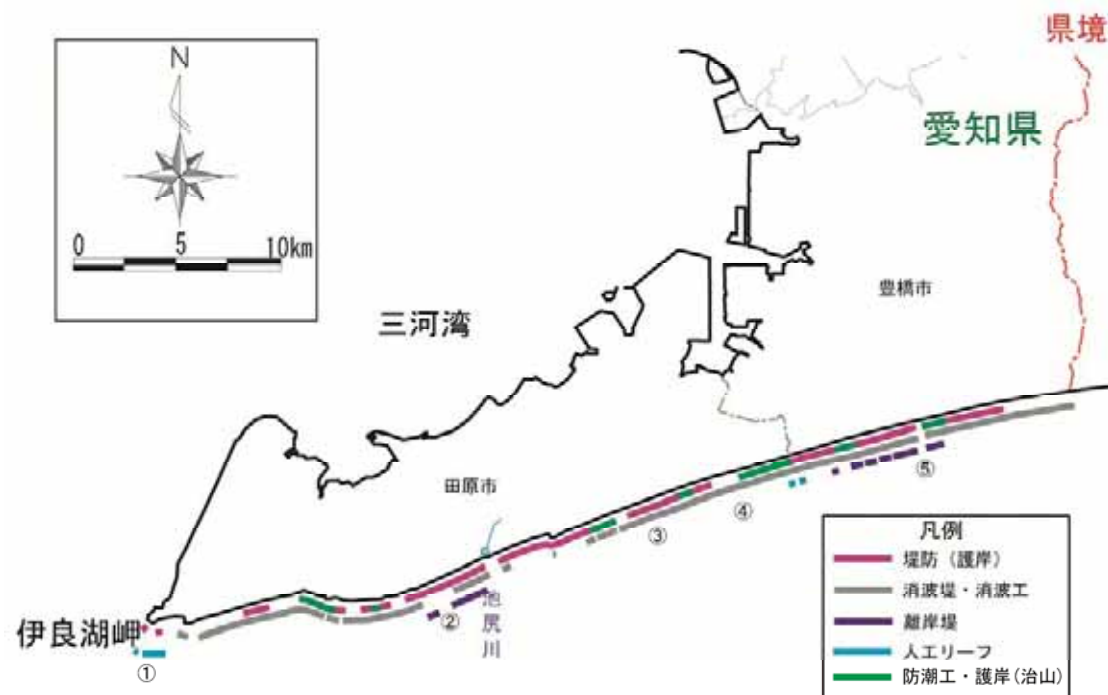 県境
N
愛知県
0 5 10km
豊橋市
三河湾
田原市
③
④
⑤
②
池尻川
伊良湖岬
①
凡例
堤防（護岸）
消波堤・消波工
離岸堤
人工リーフ
防潮工・護岸(治山)